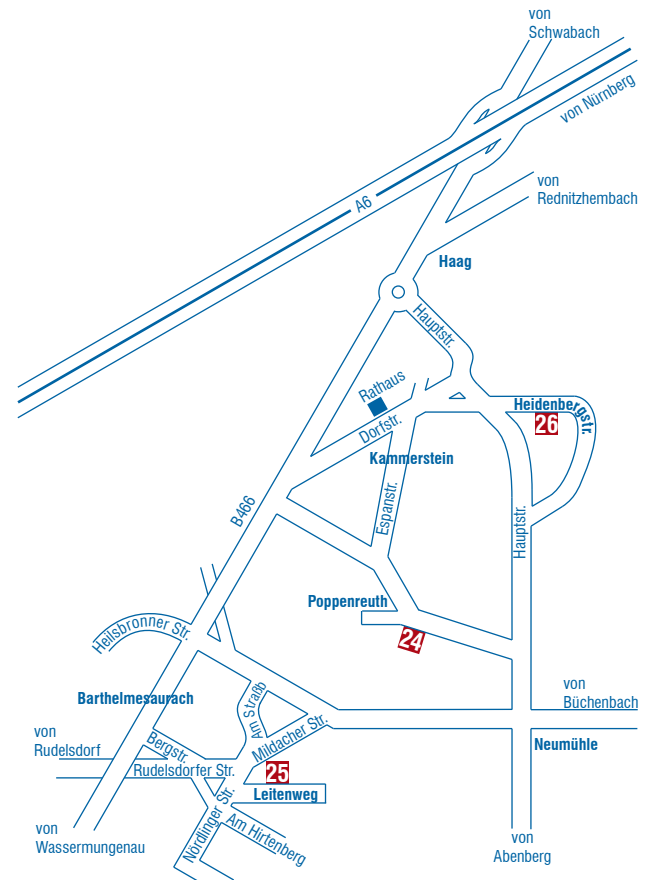 von
Schwabach
von Nürnberg
von
Rednitzhembach
A6
Haag
Hauptstr.
Rathaus
Heidenbergstr.
26
Dorfstr.
Kammerstein
Espanstr.
B466
Hauptstr.
Poppenreuth
Heilsbronner Str.
24
Barthelmesaurach
Am Straßb
von
Büchenbach
von
Rudelsdorf
Bergstr.
Mildacher Str.
Neumühle
Rudelsdorfer Str.
25
Leitenweg
Nördlinger Str.
Am Hirtenberg
von
Wassermungenau
von
Abenberg